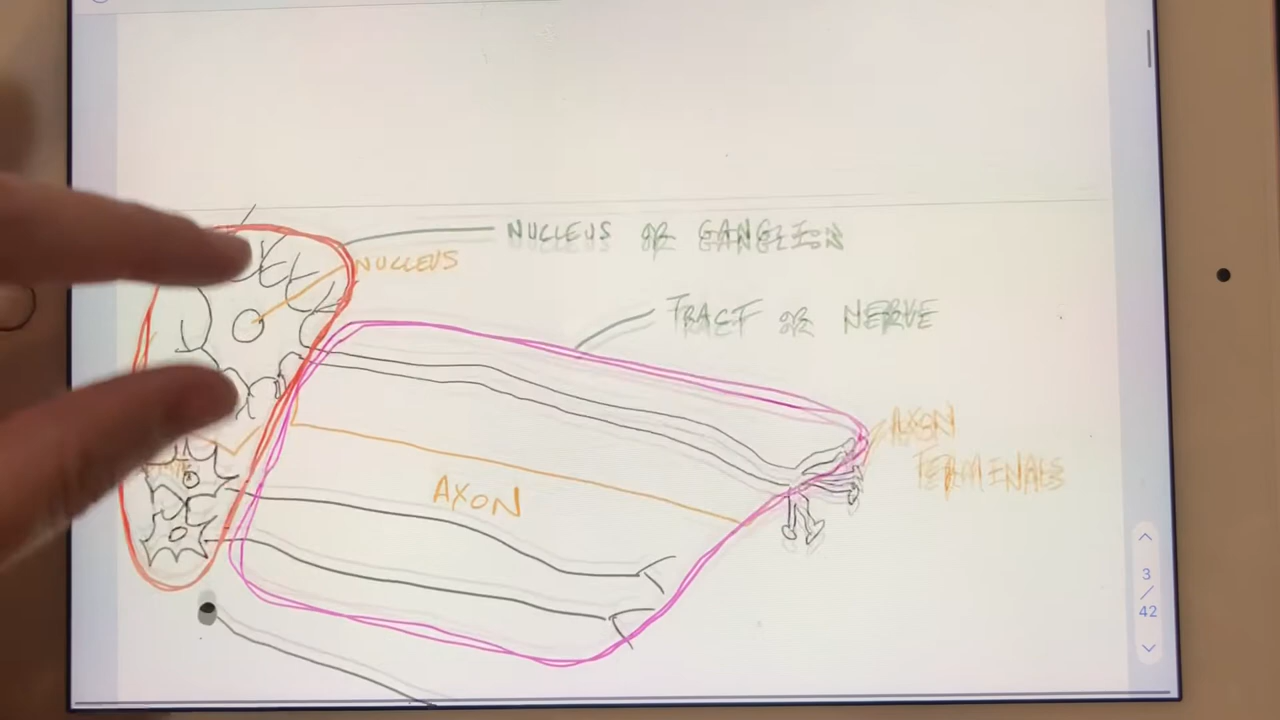 NUCLEUS OR GANGLION
NUCLEUS
TRACT OR NERVE
AXON
TERMINALS
AXON
3
/
42